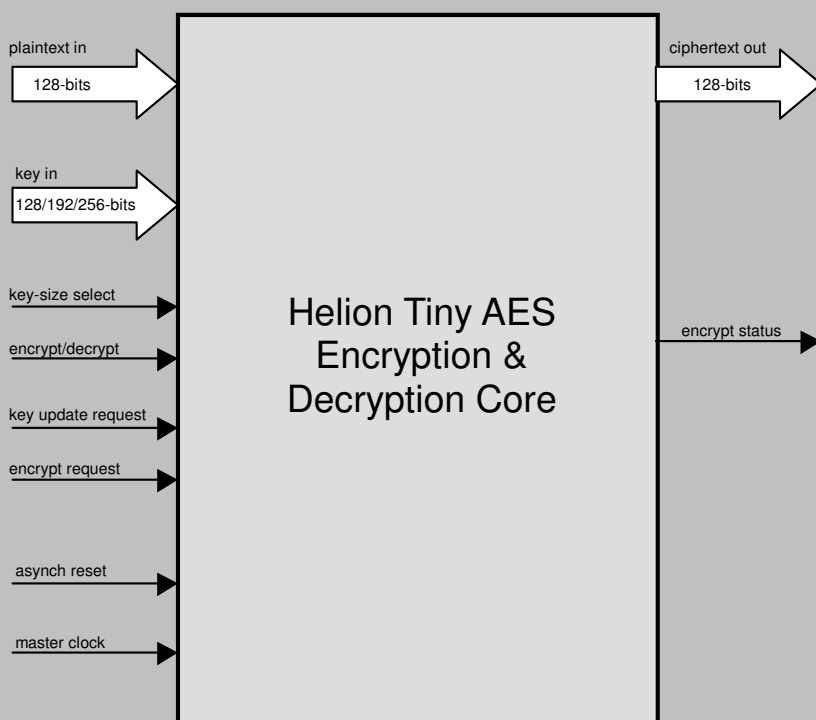 plaintext in
128-bits
key in
128/192/256-bits
key-size select
encrypt/decrypt
key update request
encrypt request
asynch reset
master clock
Helion Tiny AES
Encryption &
Decryption Core
ciphertext out
128-bits
encrypt status